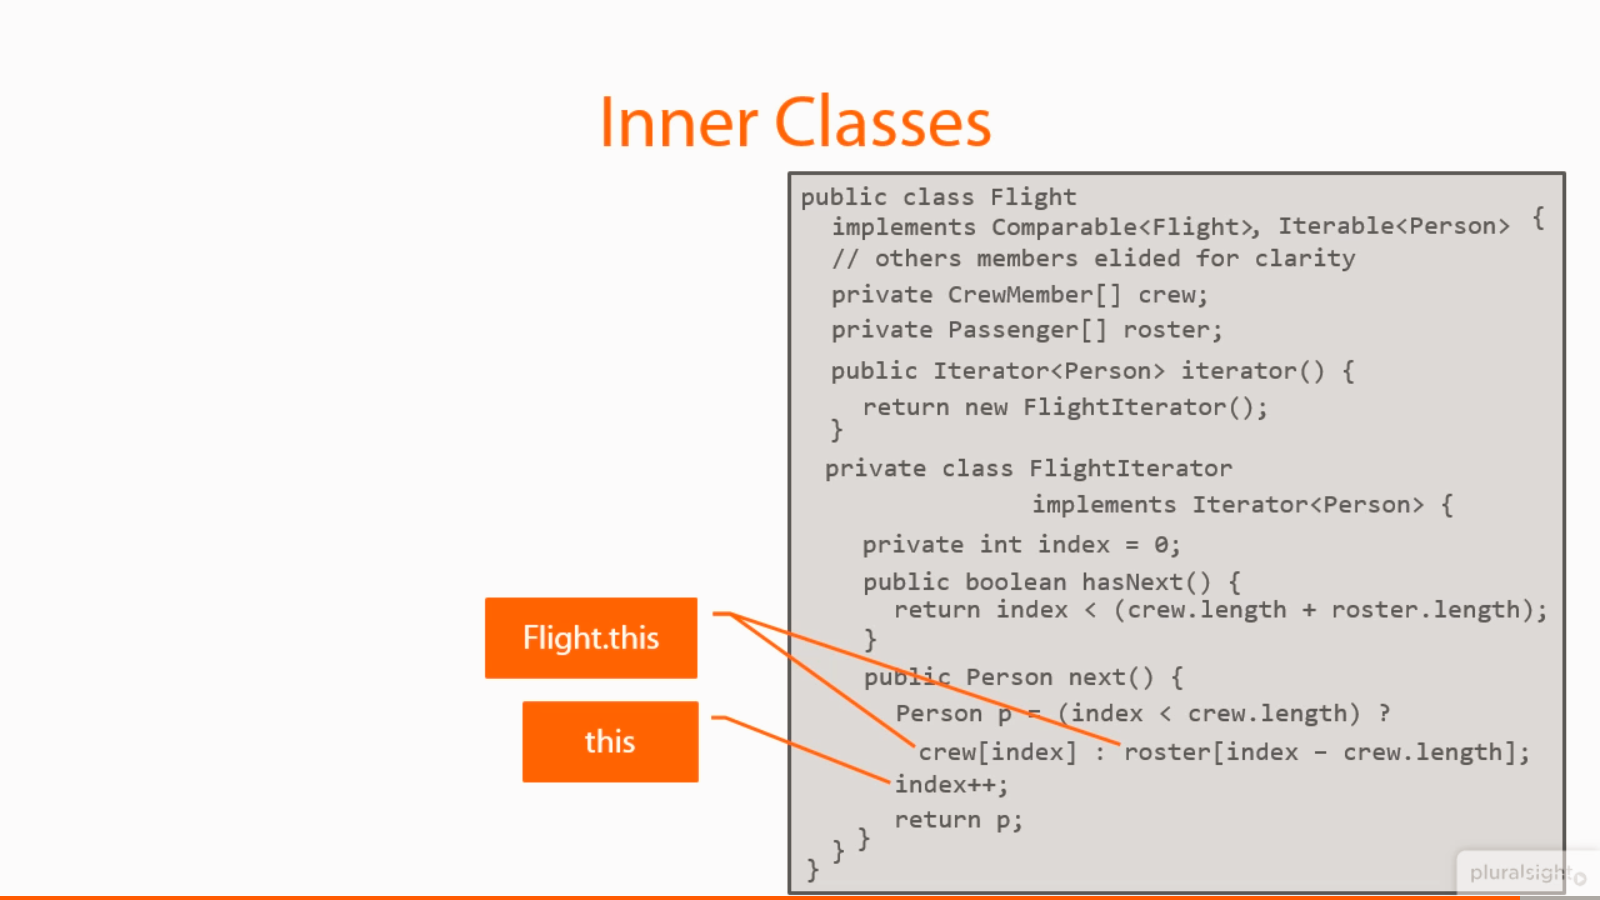 Inner Classes
public class Flight
implements Comparable<Flight>, Iterable<Person> {
// others members elided for clarity
private CrewMember[] crew;
private Passenger[] roster;
public Iterator<Person> iterator() {
return new FlightIterator();
}
private class FlightIterator
implements Iterator<Person> {
private int index = 0;
public boolean hasNext() {
return index < (crew.length + roster.length);
}
public Person next() {
Person p = (index < crew.length) ?
crew[index] : roster[index – crew.length];
index++;
return p;
}
}
}
Flight.this
this
pluralsight